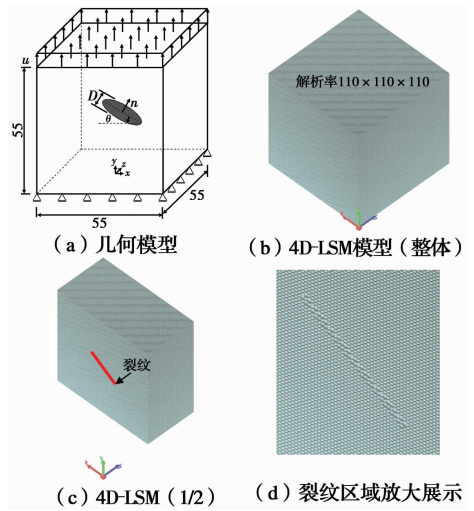 u
D
n
θ
y
z
x
55
55
55
(a)几何模型
解析率110×110×110
(b)4D-LSM模型(整体)
裂纹
(c)4D-LSM(1/2)
(d)裂纹区域放大展示